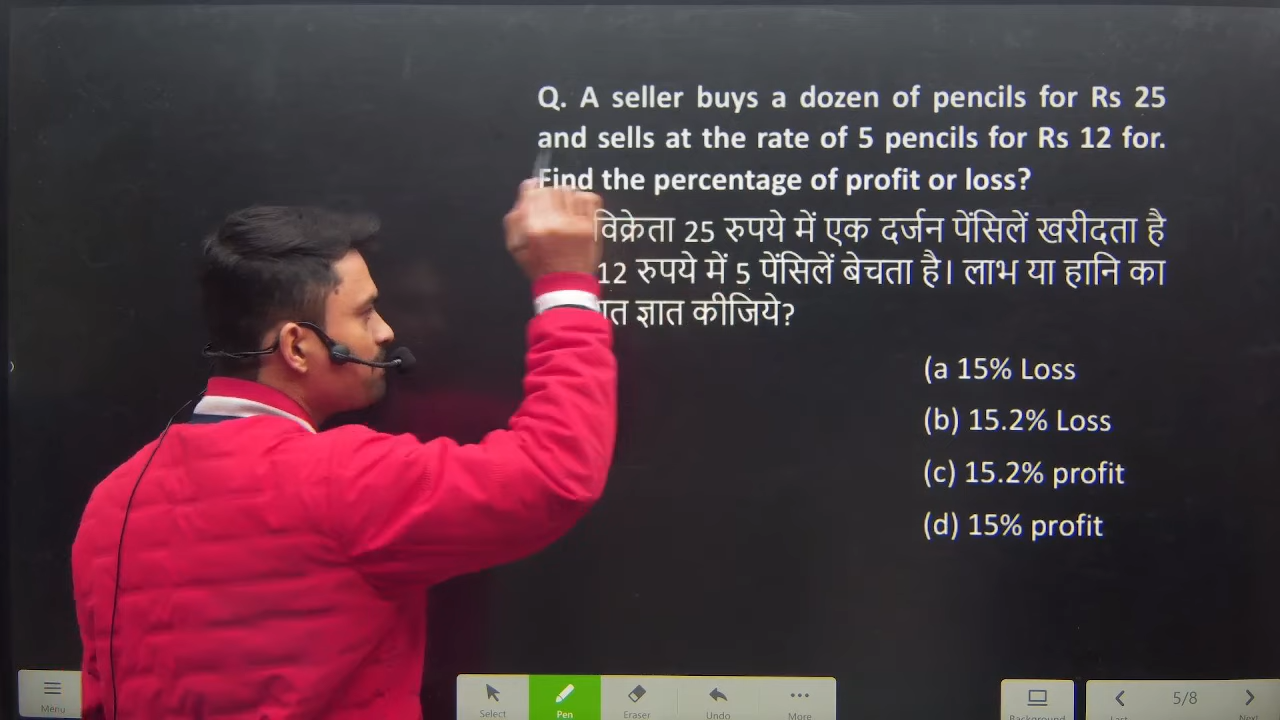 Q. A seller buys a dozen of pencils for Rs 25
and sells at the rate of 5 pencils for Rs 12 for.
Find the percentage of profit or loss?
विक्रेता 25 रुपये में एक दर्जन पेंसिलें खरीदता है
12 रुपये में 5 पेंसिलें बेचता है। लाभ या हानि का
ज्ञात कीजिये?
(a 15% Loss
(b) 15.2% Loss
(c) 15.2% profit
(d) 15% profit
Menu
Select
Pen
Eraser
Undo
More
Background
5/8